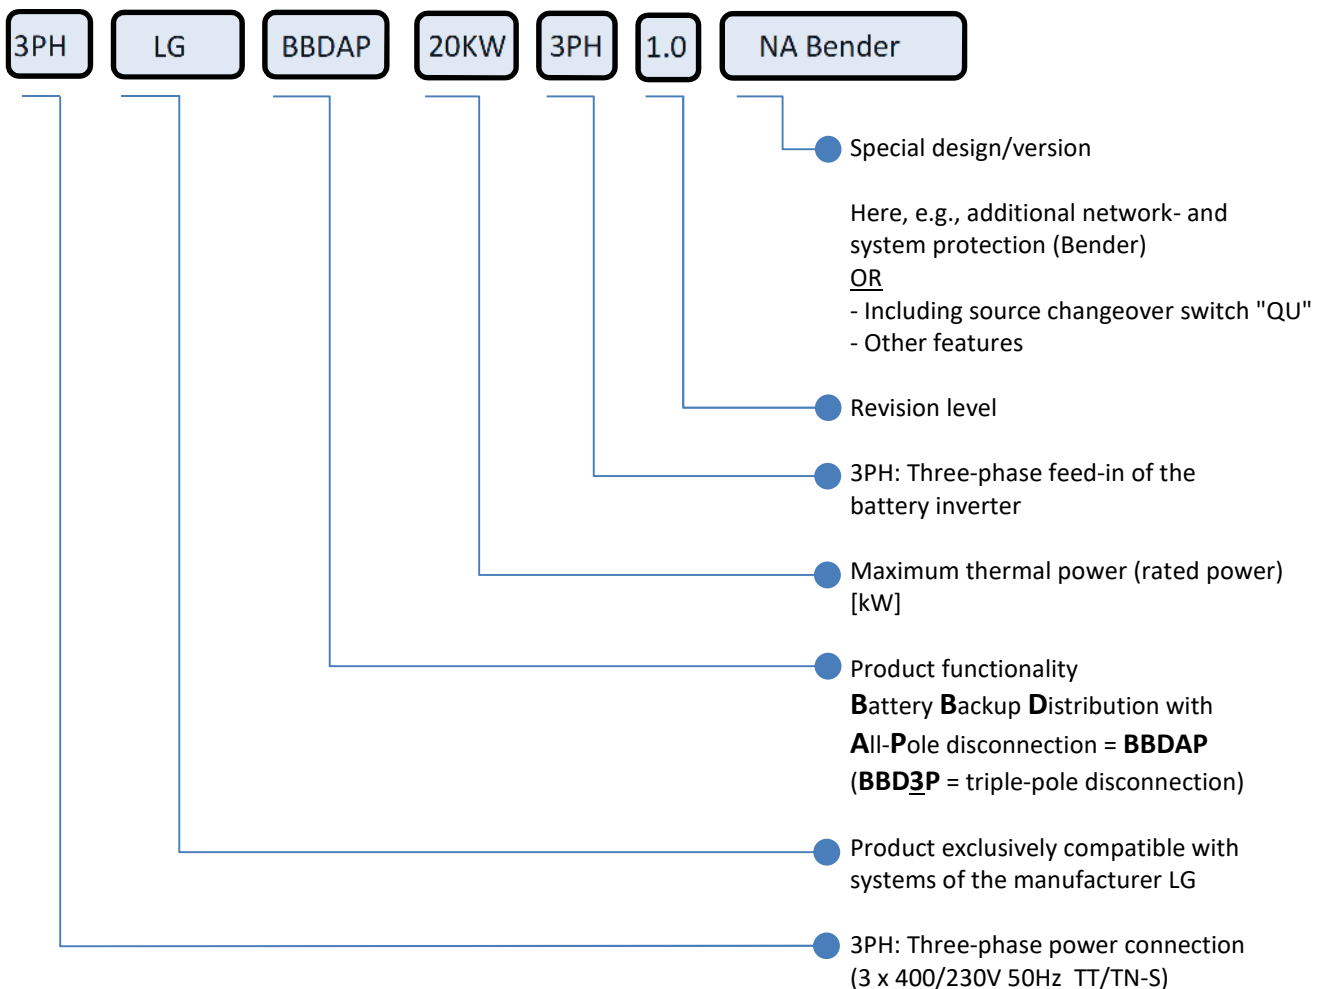 3PH LG BBDAP 20KW 3PH 1.0 NA Bender
Special design/version
Here, e.g., additional network- and
system protection (Bender)
OR
- Including source changeover switch "QU"
- Other features
Revision level
3PH: Three-phase feed-in of the
battery inverter
Maximum thermal power (rated power)
[kW]
Product functionality
Battery Backup Distribution with
All-Pole disconnection = BBDAP
(BBD3P = triple-pole disconnection)
Product exclusively compatible with
systems of the manufacturer LG
3PH: Three-phase power connection
(3 x 400/230V 50Hz  TT/TN-S)